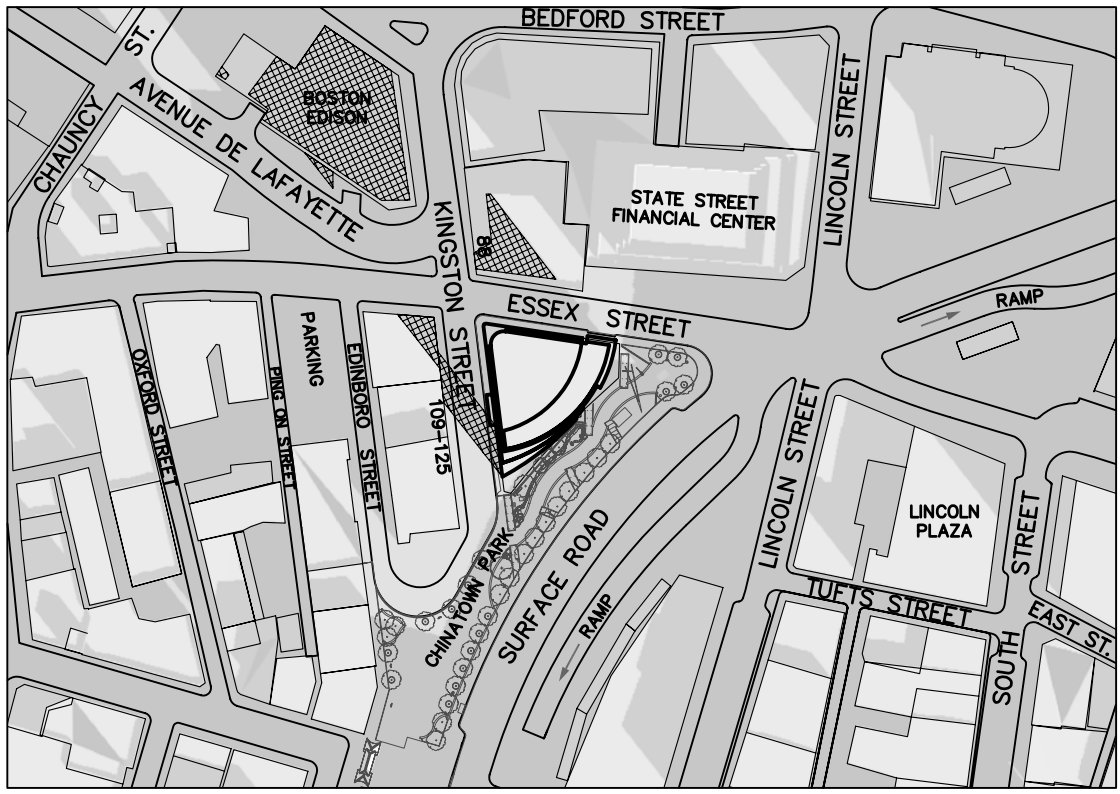 BEDFORD STREET
ST.
AVENUE DE LAFAYETTE
BOSTON
EDISON
CHAUNCY
LINCOLN STREET
STATE STREET
FINANCIAL CENTER
KINGSTON STREET
88
ESSEX STREET
RAMP
OXFORD STREET
PING ON STREET
PARKING
EDINBORO STREET
109-125
CHINATOWN PARK
SURFACE ROAD
RAMP
LINCOLN STREET
LINCOLN
PLAZA
TUFTS STREET
SOUTH STREET
EAST ST.